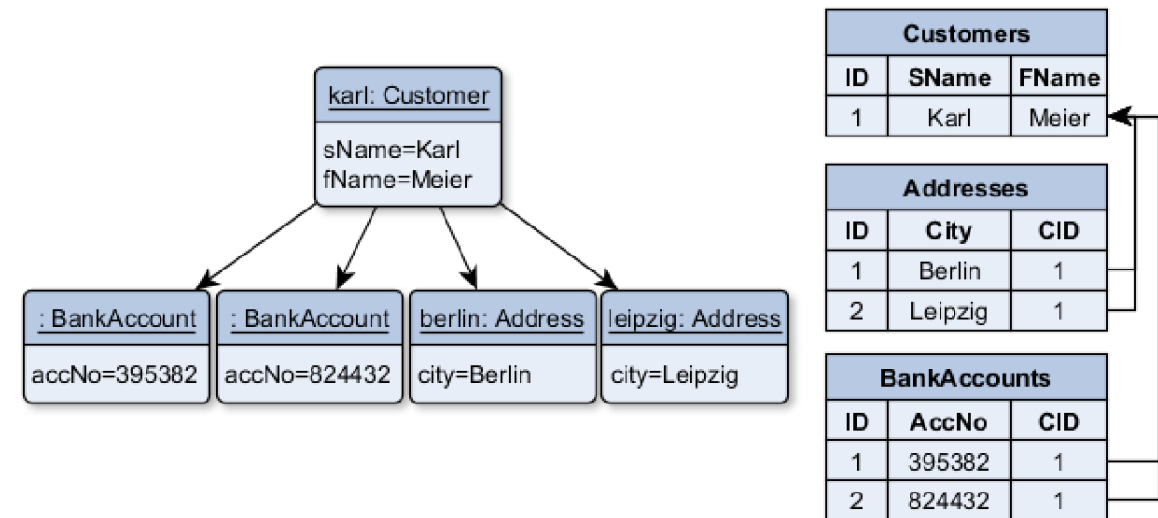 karl: Customer
sName=Karl
fName=Meier
: BankAccount
accNo=395382
: BankAccount
accNo=824432
berlin: Address
city=Berlin
leipzig: Address
city=Leipzig
Customers
ID SName FName
1 Karl Meier
Addresses
ID City CID
1 Berlin 1
2 Leipzig 1
BankAccounts
ID AccNo CID
1 395382 1
2 824432 1